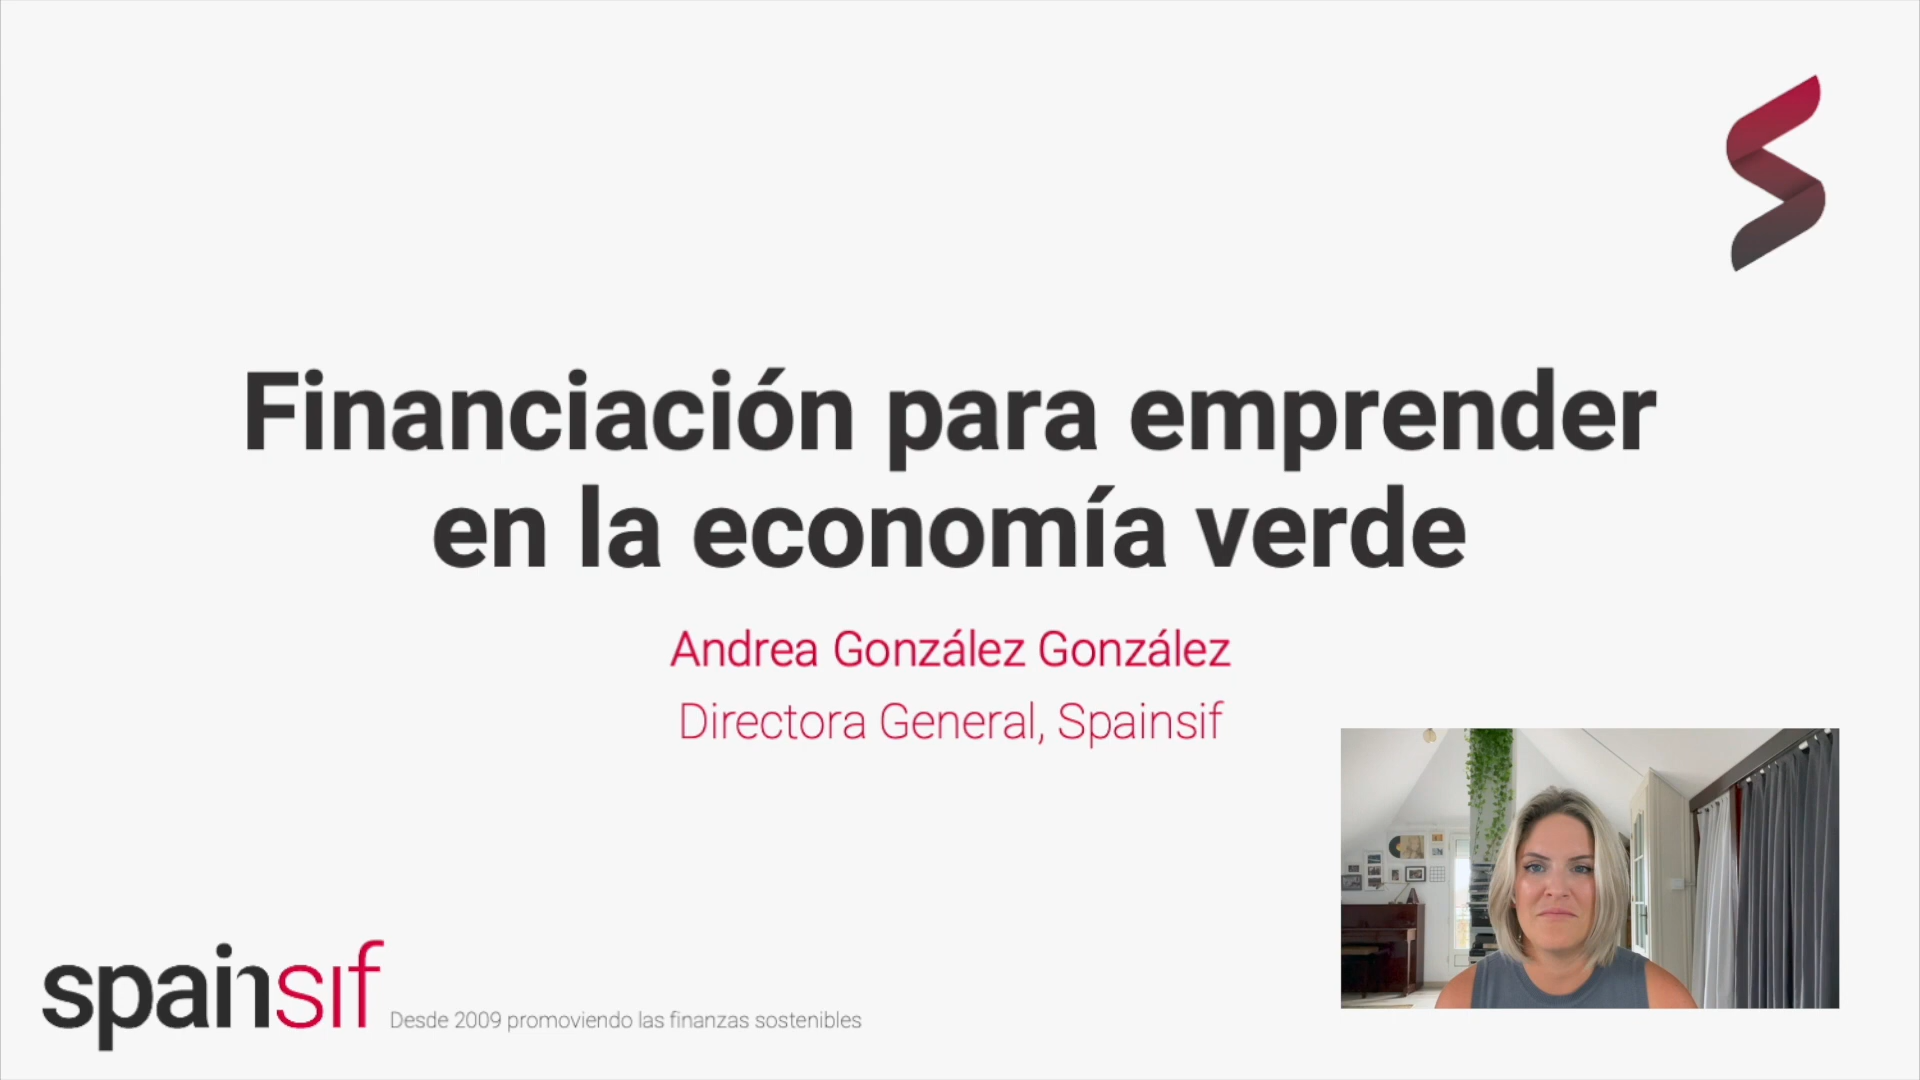 Financiación para emprender
en la economía verde
Andrea González González
Directora General, Spainsif
spainsif Desde 2009 promoviendo las finanzas sostenibles